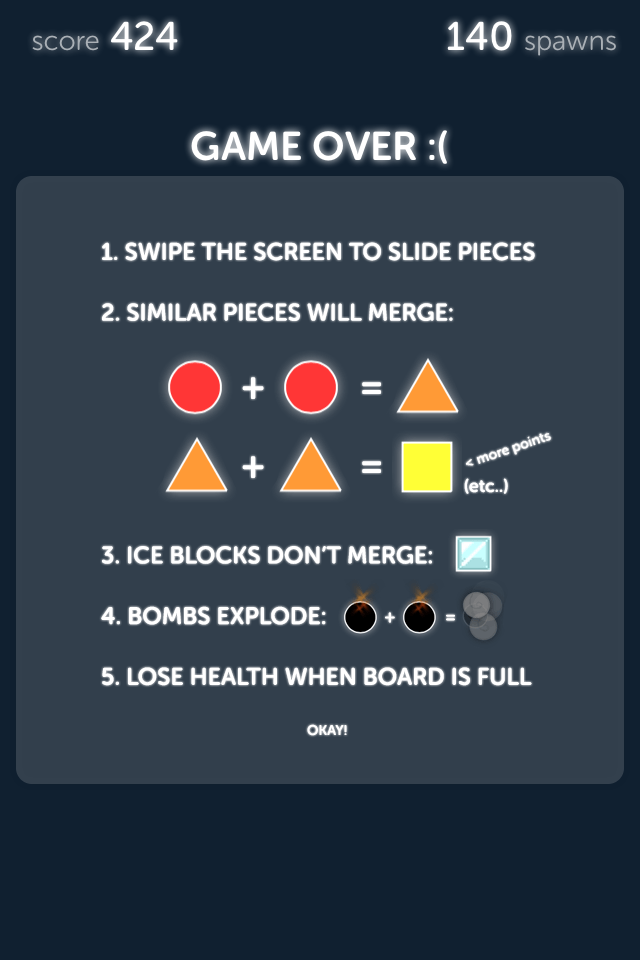 score 424
140 spawns
GAME OVER :(
1. SWIPE THE SCREEN TO SLIDE PIECES
2. SIMILAR PIECES WILL MERGE:
+ =
+ = < more points
(etc..)
3. ICE BLOCKS DON'T MERGE:
4. BOMBS EXPLODE: + =
5. LOSE HEALTH WHEN BOARD IS FULL
OKAY!